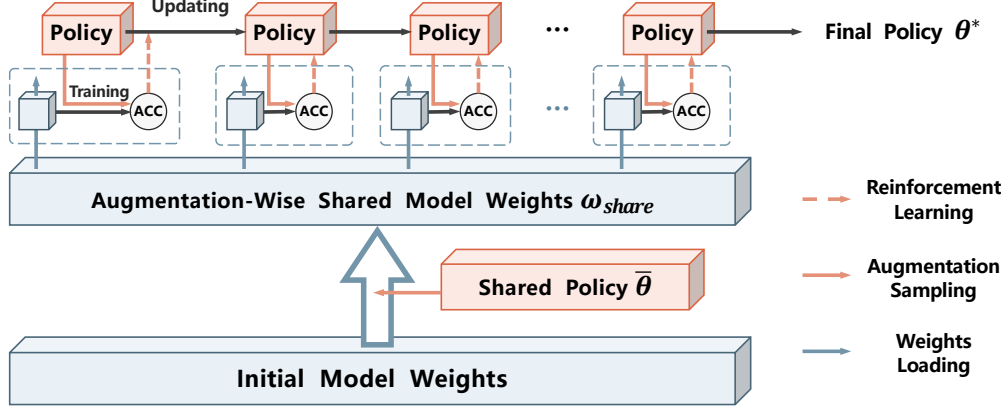 Updating
Policy
Policy
Policy
...
Policy
Final Policy θ*
Training
ACC
ACC
ACC
...
ACC
Augmentation-Wise Shared Model Weights ω_share
Reinforcement
Learning
Shared Policy θ̄
Augmentation
Sampling
Initial Model Weights
Weights
Loading